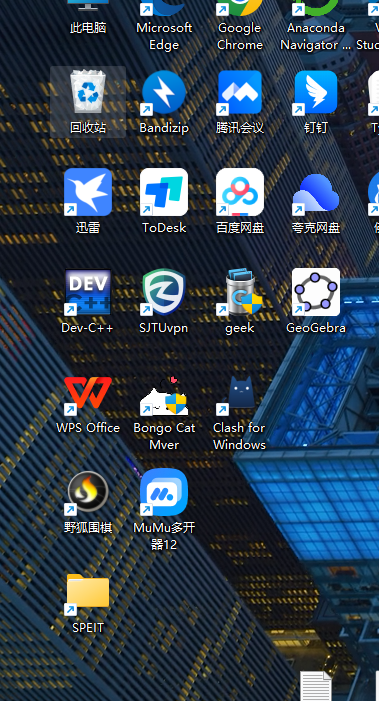 此电脑
Microsoft
Edge
Google
Chrome
Anaconda
Navigator ...
回收站
Bandizip
腾讯会议
钉钉
迅雷
ToDesk
百度网盘
夸克网盘
DEV
C++
Dev-C++
SJTUvpn
geek
GeoGebra
WPS Office
Bongo Cat
Mver
Clash for
Windows
野狐围棋
MuMu多开
器12
SPEIT